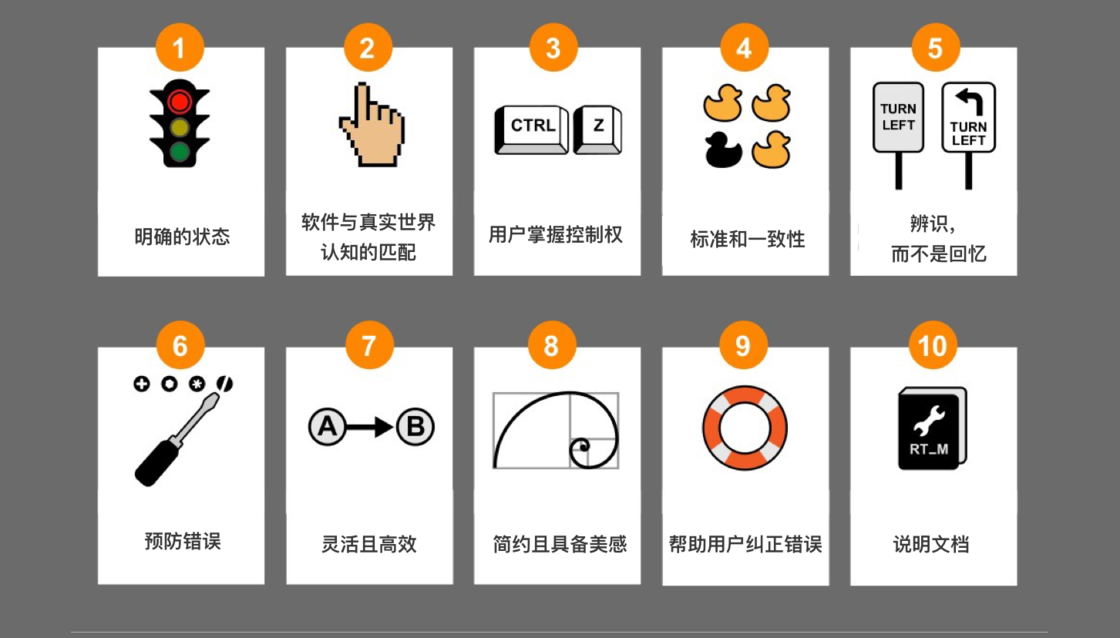 1
2
3
4
5
CTRL
Z
TURN
LEFT
TURN
LEFT
明确的状态
软件与真实世界
认知的匹配
用户掌握控制权
标准和一致性
辨识，
而不是回忆
6
7
8
9
10
A
B
RT_M
预防错误
灵活且高效
简约且具备美感
帮助用户纠正错误
说明文档